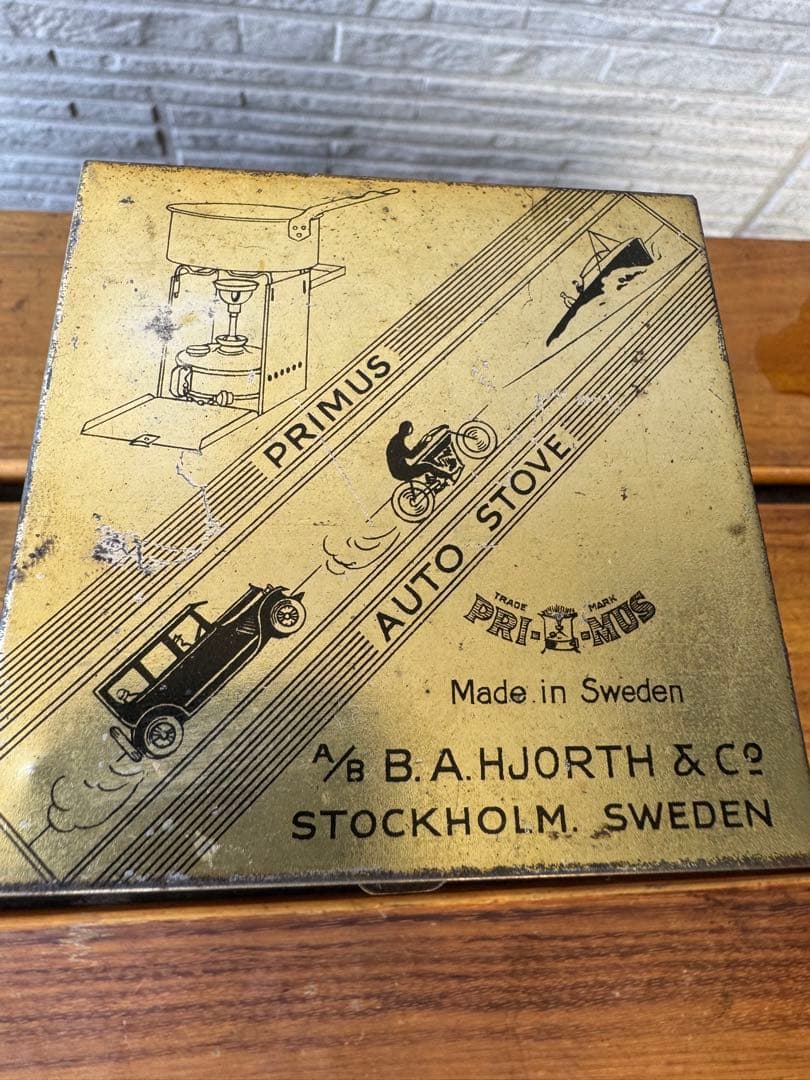 PRIMUS
AUTO STOVE
TRADE MARK
PRI-MUS
Made in Sweden
A/B B.A. HJORTH & Cº
STOCKHOLM. SWEDEN